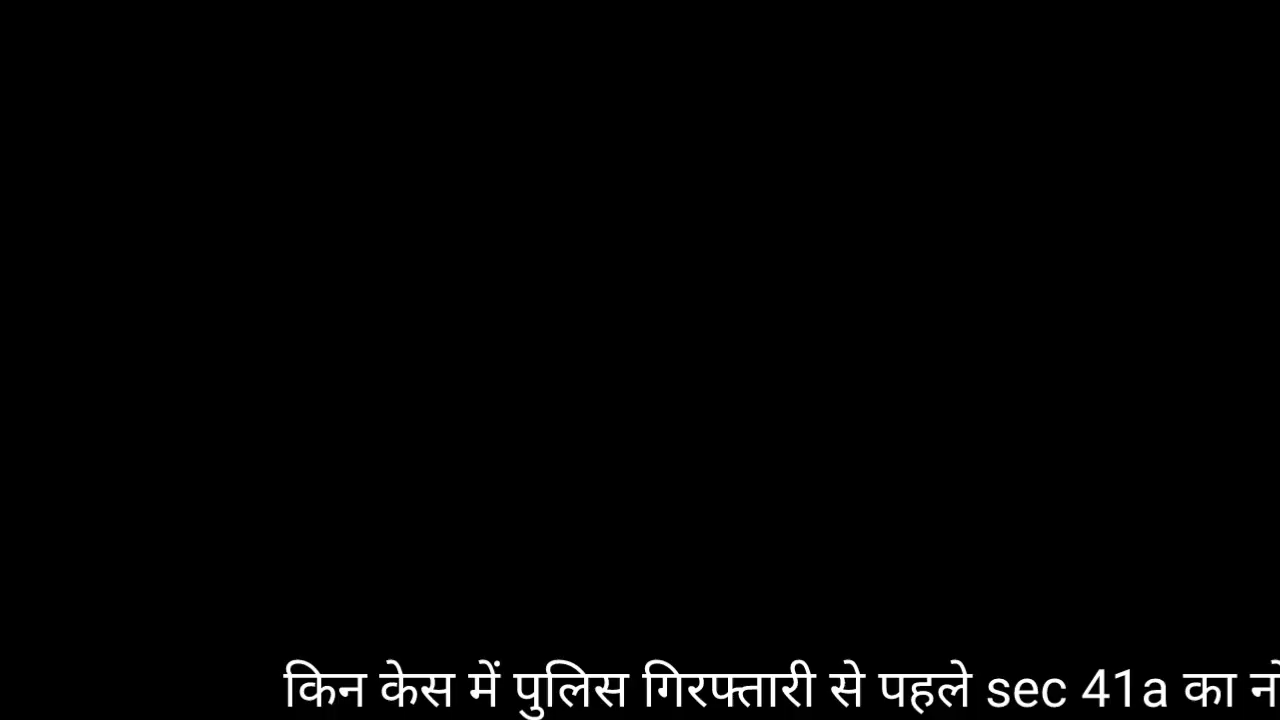 किन केस में पुलिस गिरफ्तारी से पहले sec 41a का